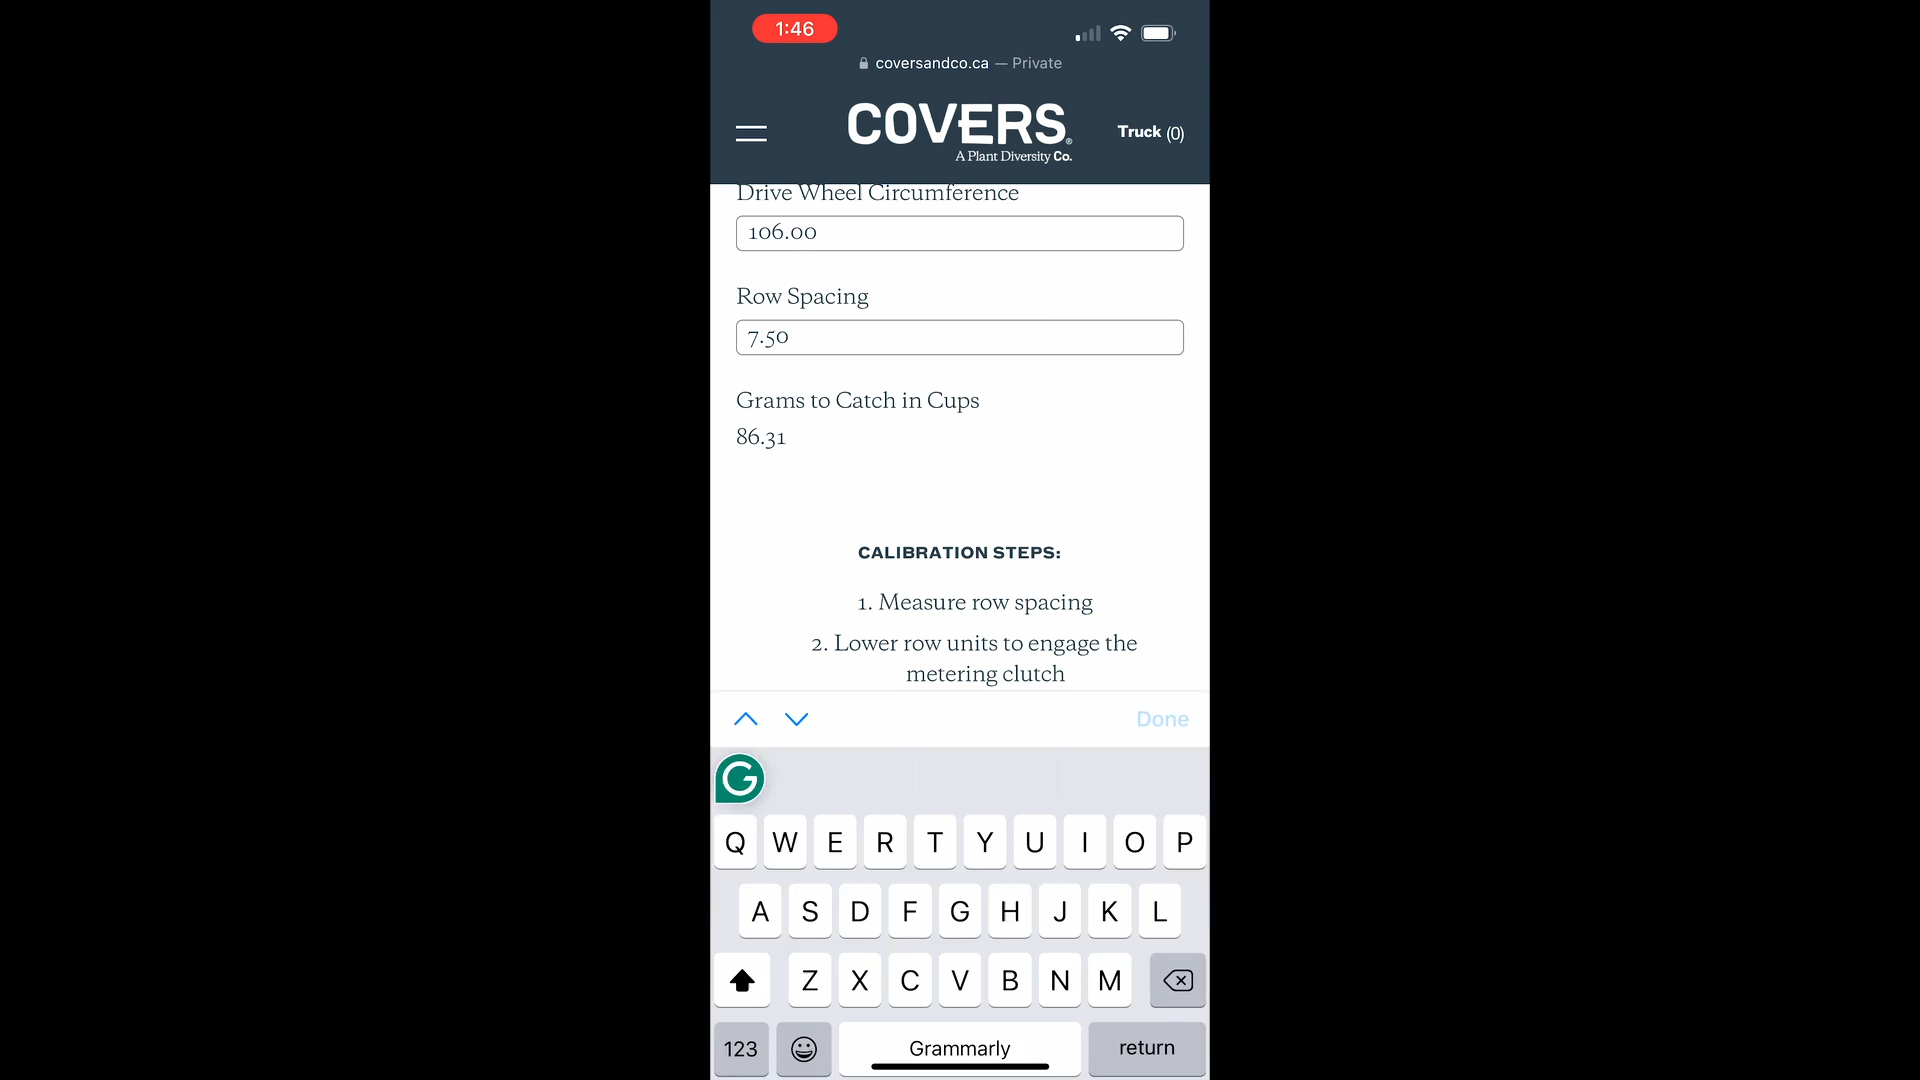 1:46
coversandco.ca — Private
COVERS®
A Plant Diversity Co.
Truck (0)
Drive Wheel Circumference
106.00
Row Spacing
7.50
Grams to Catch in Cups
86.31
CALIBRATION STEPS:
1. Measure row spacing
2. Lower row units to engage the
metering clutch
Done
G
Q W E R T Y U I O P
A S D F G H J K L
Z X C V B N M
123 Grammarly return